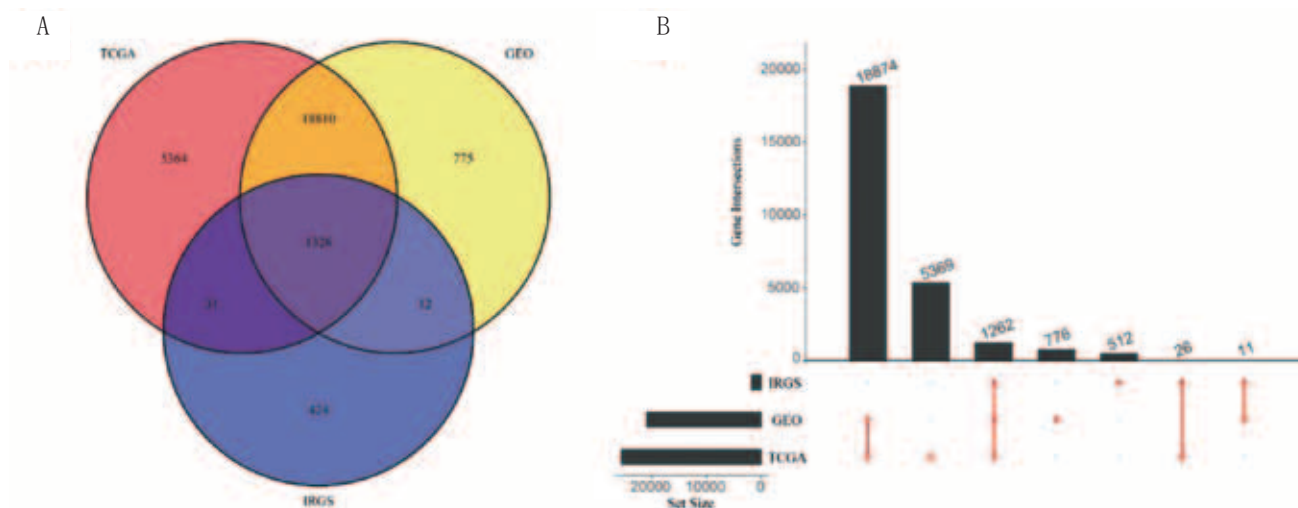 A
TCGA
GEO
18810
5364
775
1326
31
12
424
IRGS
B
Gene Intersections
20000
15000
10000
5000
0
18874
5369
1262
776
512
26
11
IRGS
GEO
TCGA
20000 10000 0
Set Size